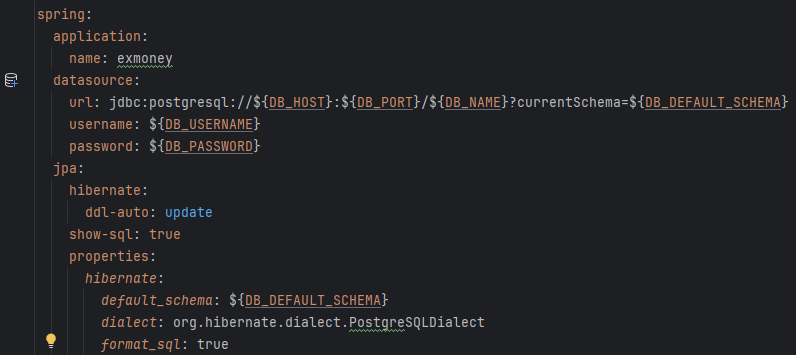 spring:
  application:
    name: exmoney
  datasource:
    url: jdbc:postgresql://${DB_HOST}:${DB_PORT}/${DB_NAME}?currentSchema=${DB_DEFAULT_SCHEMA}
    username: ${DB_USERNAME}
    password: ${DB_PASSWORD}
  jpa:
    hibernate:
      ddl-auto: update
    show-sql: true
    properties:
      hibernate:
        default_schema: ${DB_DEFAULT_SCHEMA}
        dialect: org.hibernate.dialect.PostgreSQLDialect
        format_sql: true